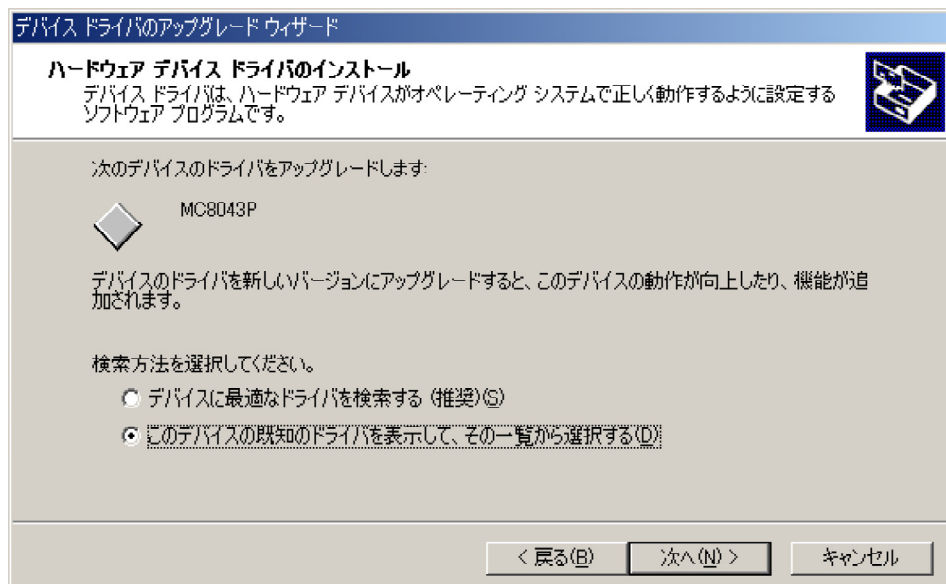 デバイス ドライバのアップグレード ウィザード
ハードウェア デバイス ドライバのインストール
デバイス ドライバは、ハードウェア デバイスがオペレーティング システムで正しく動作するように設定する
ソフトウェア プログラムです。
次のデバイスのドライバをアップグレードします:
MC8043P
デバイスのドライバを新しいバージョンにアップグレードすると、このデバイスの動作が向上したり、機能が追
加されます。
検索方法を選択してください。
デバイスに最適なドライバを検索する (推奨)(S)
このデバイスの既知のドライバを表示して、その一覧から選択する(D)
< 戻る(B)
次へ(N) >
キャンセル